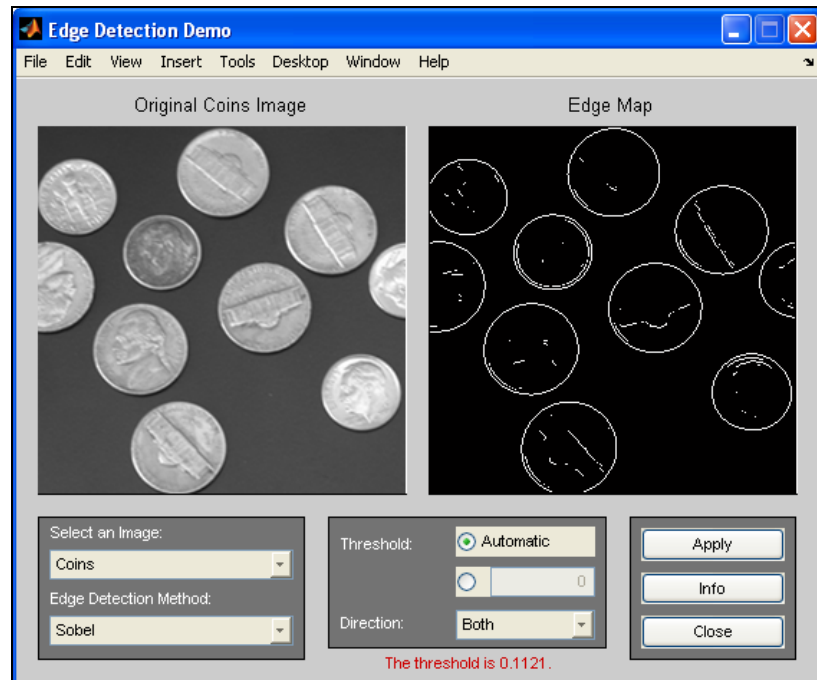 Edge Detection Demo
File Edit View Insert Tools Desktop Window Help
Original Coins Image
Edge Map
Select an Image:
Coins
Edge Detection Method:
Sobel
Threshold:
Automatic
0
Direction:
Both
Apply
Info
Close
The threshold is 0.1121.